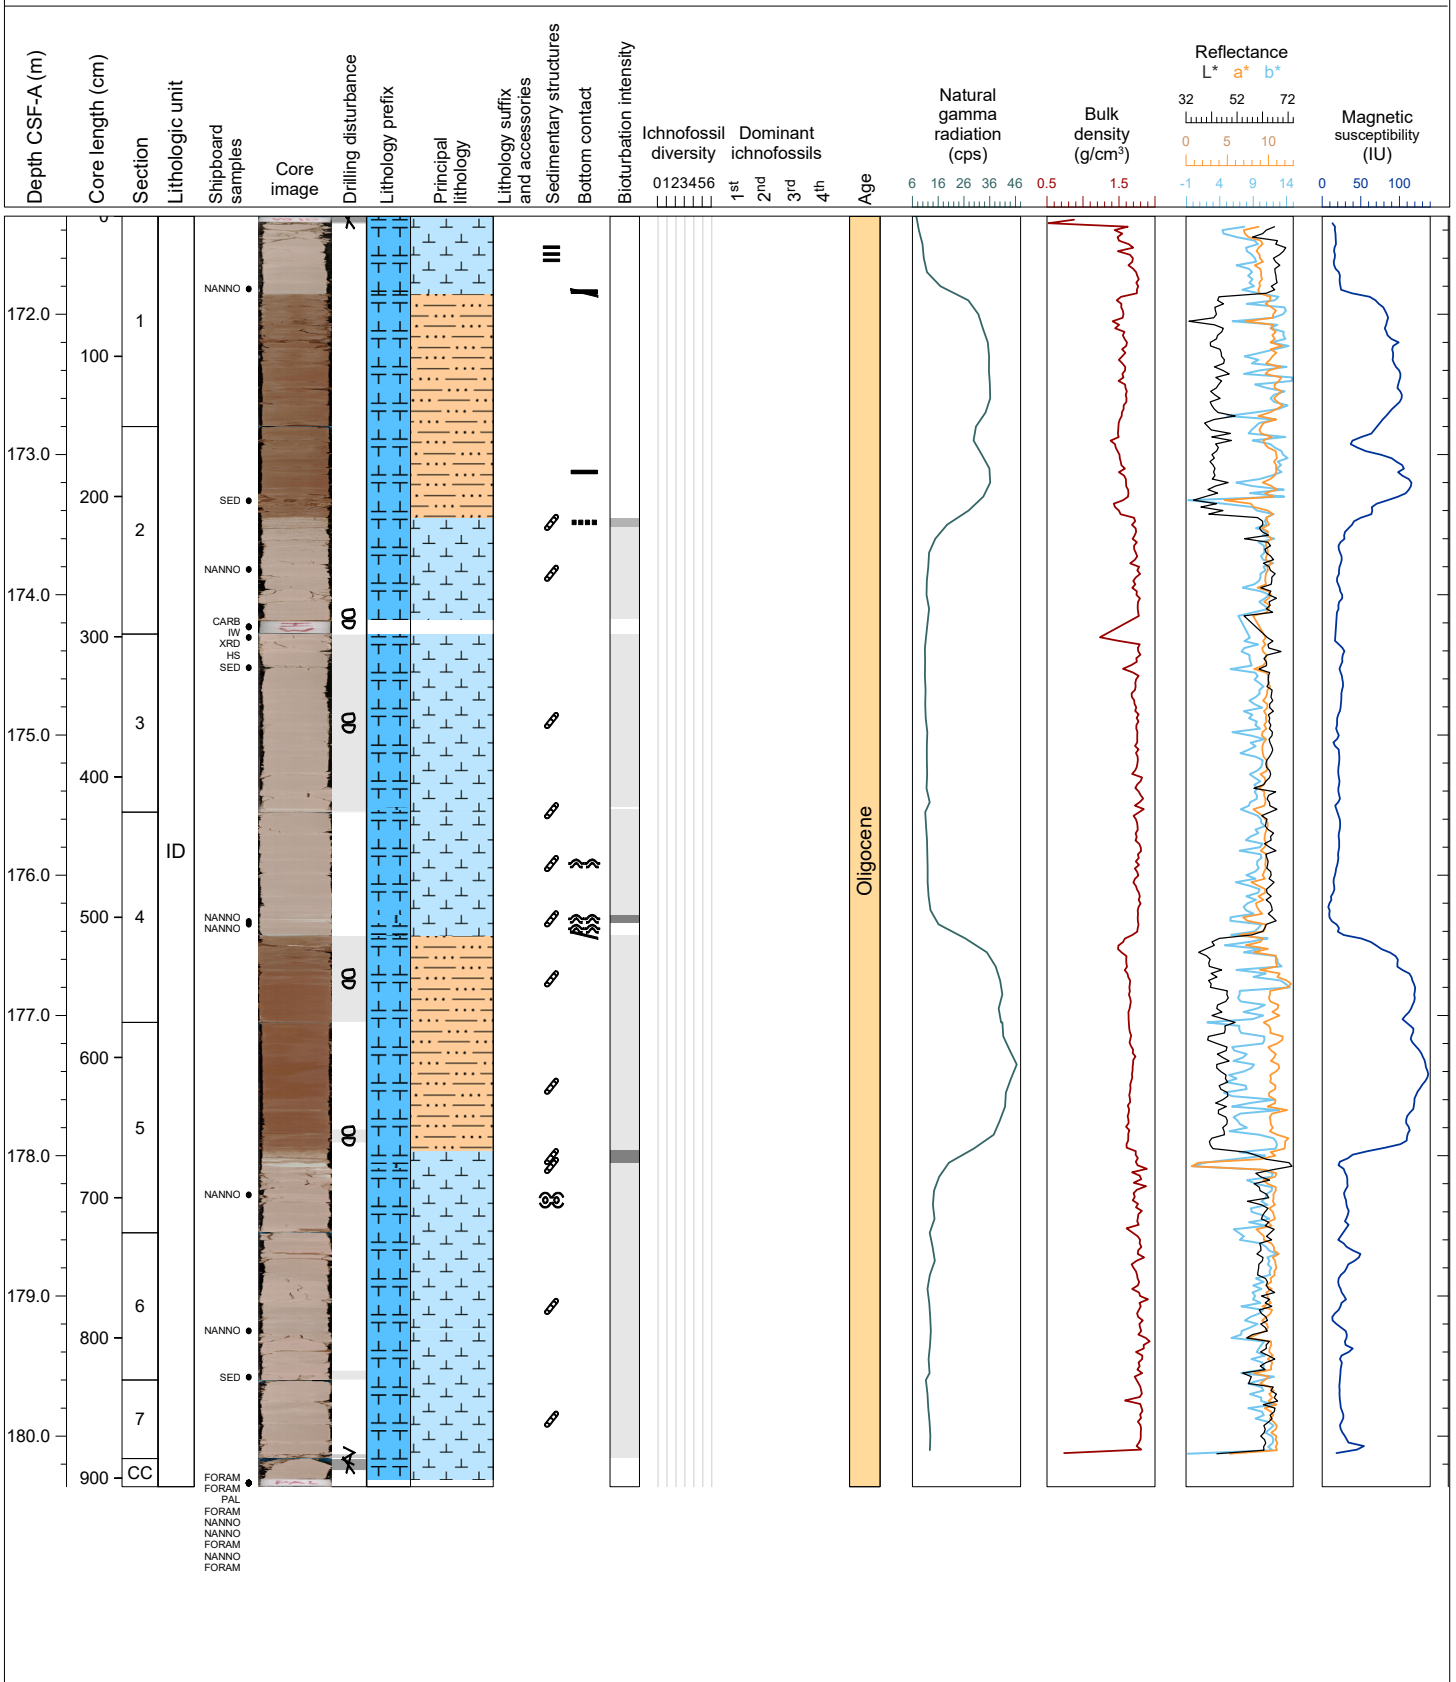 Depth CSF-A (m)
Core length (cm)
Section
Lithologic unit
Shipboard samples
Core image
Drilling disturbance
Lithology prefix
Principal lithology
Lithology suffix and accessories
Sedimentary structures
Bottom contact
Bioturbation intensity
Ichnofossil diversity
0123456
Dominant ichnofossils
1st 2nd 3rd 4th
Age
Natural gamma radiation (cps)
6 16 26 36 46
Bulk density (g/cm³)
0.5 1.5
Reflectance
L* a* b*
32 52 72
0 5 10
-1 4 9 14
Magnetic susceptibility (IU)
0 50 100
0
NANNO
172.0
1
100
173.0
200
SED
2
NANNO
174.0
CARB
IW
300
XRD
HS
SED
3
175.0
400
ID
Oligocene
176.0
500
4
NANNO
NANNO
177.0
600
5
178.0
700
NANNO
179.0
6
800
NANNO
SED
7
180.0
CC
900
PAL
FORAM
FORAM
PAL
FORAM
NANNO
NANNO
FORAM
NANNO
FORAM